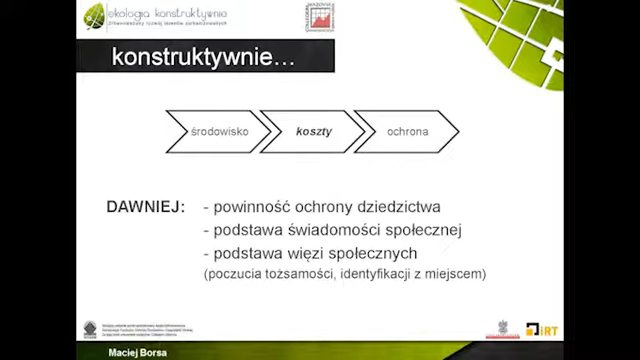 ekologia konstruktywnie
konstruktywnie...
środowisko
koszty
ochrona
DAWNIEJ: - powinność ochrony dziedzictwa
- podstawa świadomości społecznej
- podstawa więzi społecznych
(poczucia tożsamości, identyfikacji z miejscem)
iRT
Maciej Borsa